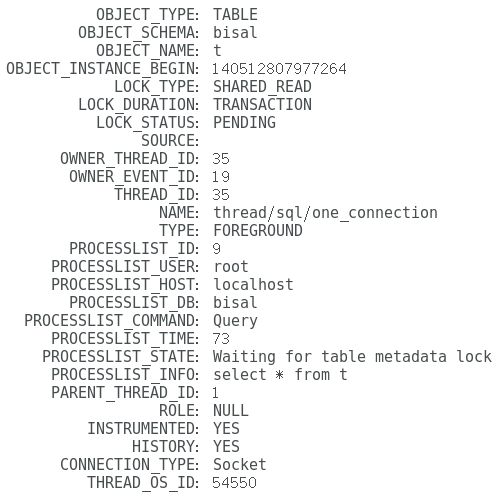 OBJECT_TYPE: TABLE
OBJECT_SCHEMA: bisal
OBJECT_NAME: t
OBJECT_INSTANCE_BEGIN: 140512807977264
LOCK_TYPE: SHARED_READ
LOCK_DURATION: TRANSACTION
LOCK_STATUS: PENDING
SOURCE:
OWNER_THREAD_ID: 35
OWNER_EVENT_ID: 19
THREAD_ID: 35
NAME: thread/sql/one_connection
TYPE: FOREGROUND
PROCESSLIST_ID: 9
PROCESSLIST_USER: root
PROCESSLIST_HOST: localhost
PROCESSLIST_DB: bisal
PROCESSLIST_COMMAND: Query
PROCESSLIST_TIME: 73
PROCESSLIST_STATE: Waiting for table metadata lock
PROCESSLIST_INFO: select * from t
PARENT_THREAD_ID: 1
ROLE: NULL
INSTRUMENTED: YES
HISTORY: YES
CONNECTION_TYPE: Socket
THREAD_OS_ID: 54550